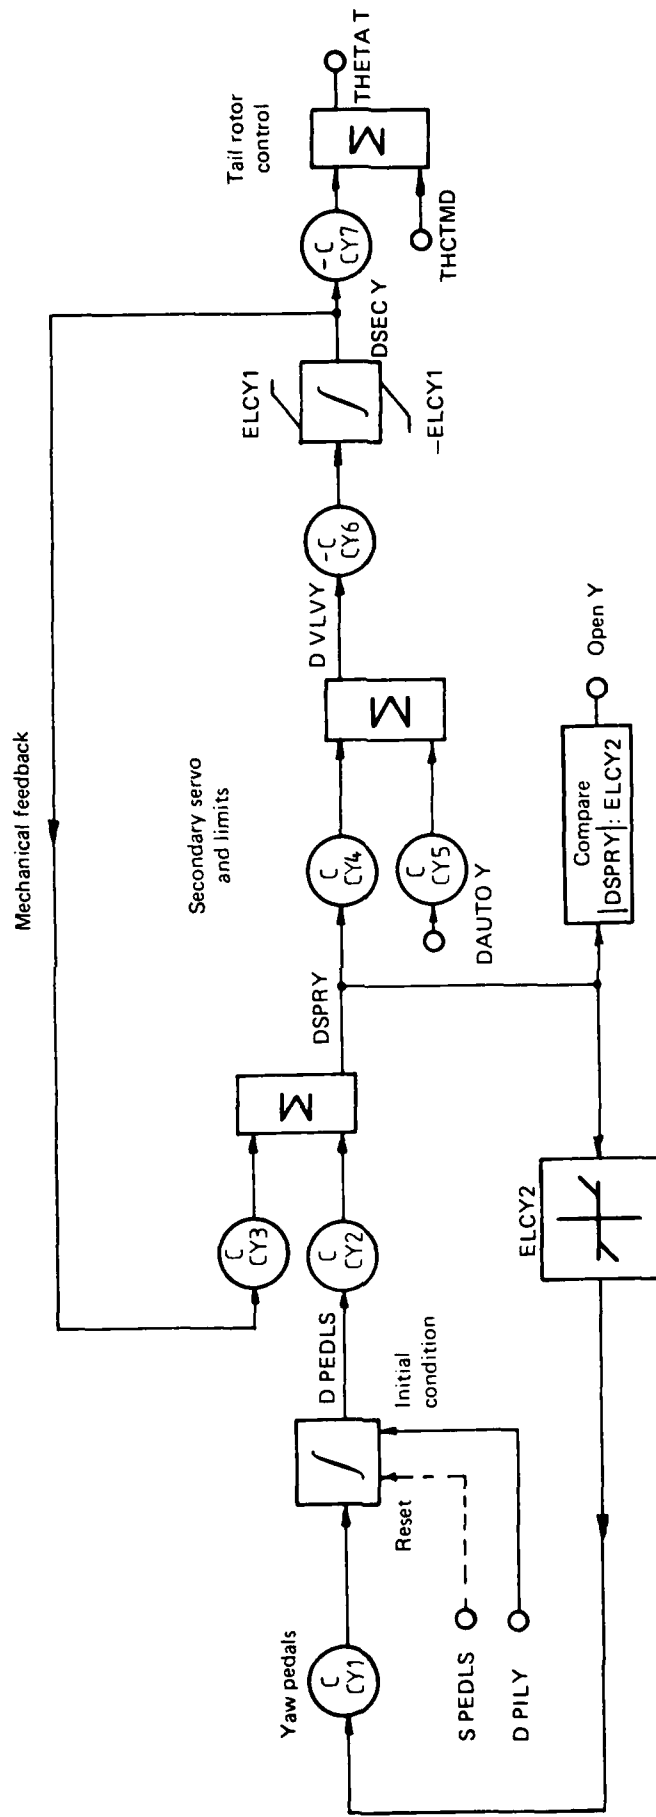 Mechanical feedback
Yaw pedals
C
CY1
S PEDLS
D PILY
Reset
∫
Initial
condition
D PEDLS
C
CY3
C
CY2
Σ
DSPRY
ELCY2
Secondary servo
and limits
C
CY4
C
CY5
DAUTO Y
Σ
D VLVY
Compare
|DSPRY|: ELCY2
Open Y
-C
CY6
ELCY1
∫
-ELCY1
DSEC Y
-C
CY7
Tail rotor
control
Σ
THCTMD
THETA T